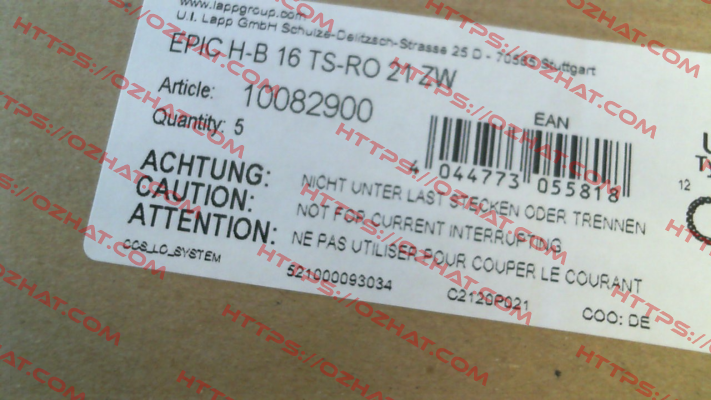 www.lappgroup.com
U.I. Lapp GmbH Schulze-Delitzsch-Strasse 25 D - 70565 Stuttgart
EPIC H-B 16 TS-RO 21 ZW
Article: 10082900
Quantity: 5
EAN
4 044773 055818
ACHTUNG: NICHT UNTER LAST STECKEN ODER TRENNEN
CAUTION: NOT FOR CURRENT INTERRUPTING
ATTENTION: NE PAS UTILISER POUR COUPER LE COURANT
CCS_LC_SYSTEM
521000093034
C2120P021
COO: DE
12
HTTPS://OZHAT.COM